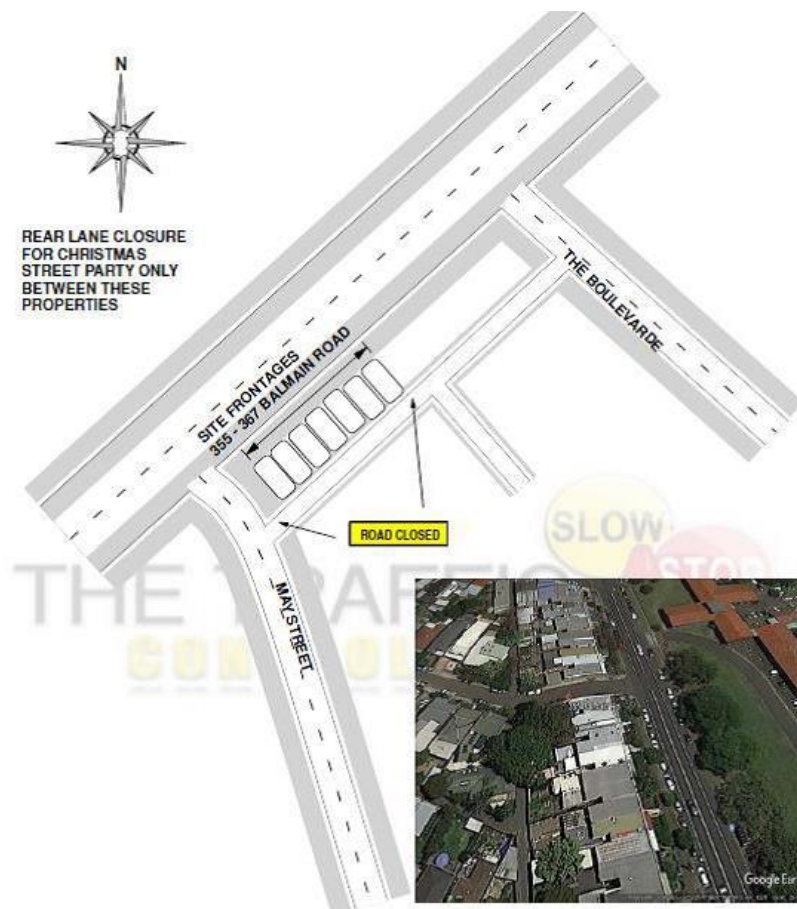 N
REAR LANE CLOSURE
FOR CHRISTMAS
STREET PARTY ONLY
BETWEEN THESE
PROPERTIES
THE BOULEVARDE
SITE FRONTAGES
355 - 367 BALMAIN ROAD
ROAD CLOSED
SLOW
STOP
THE TRAFFIC
MAY STREET
Google Ear